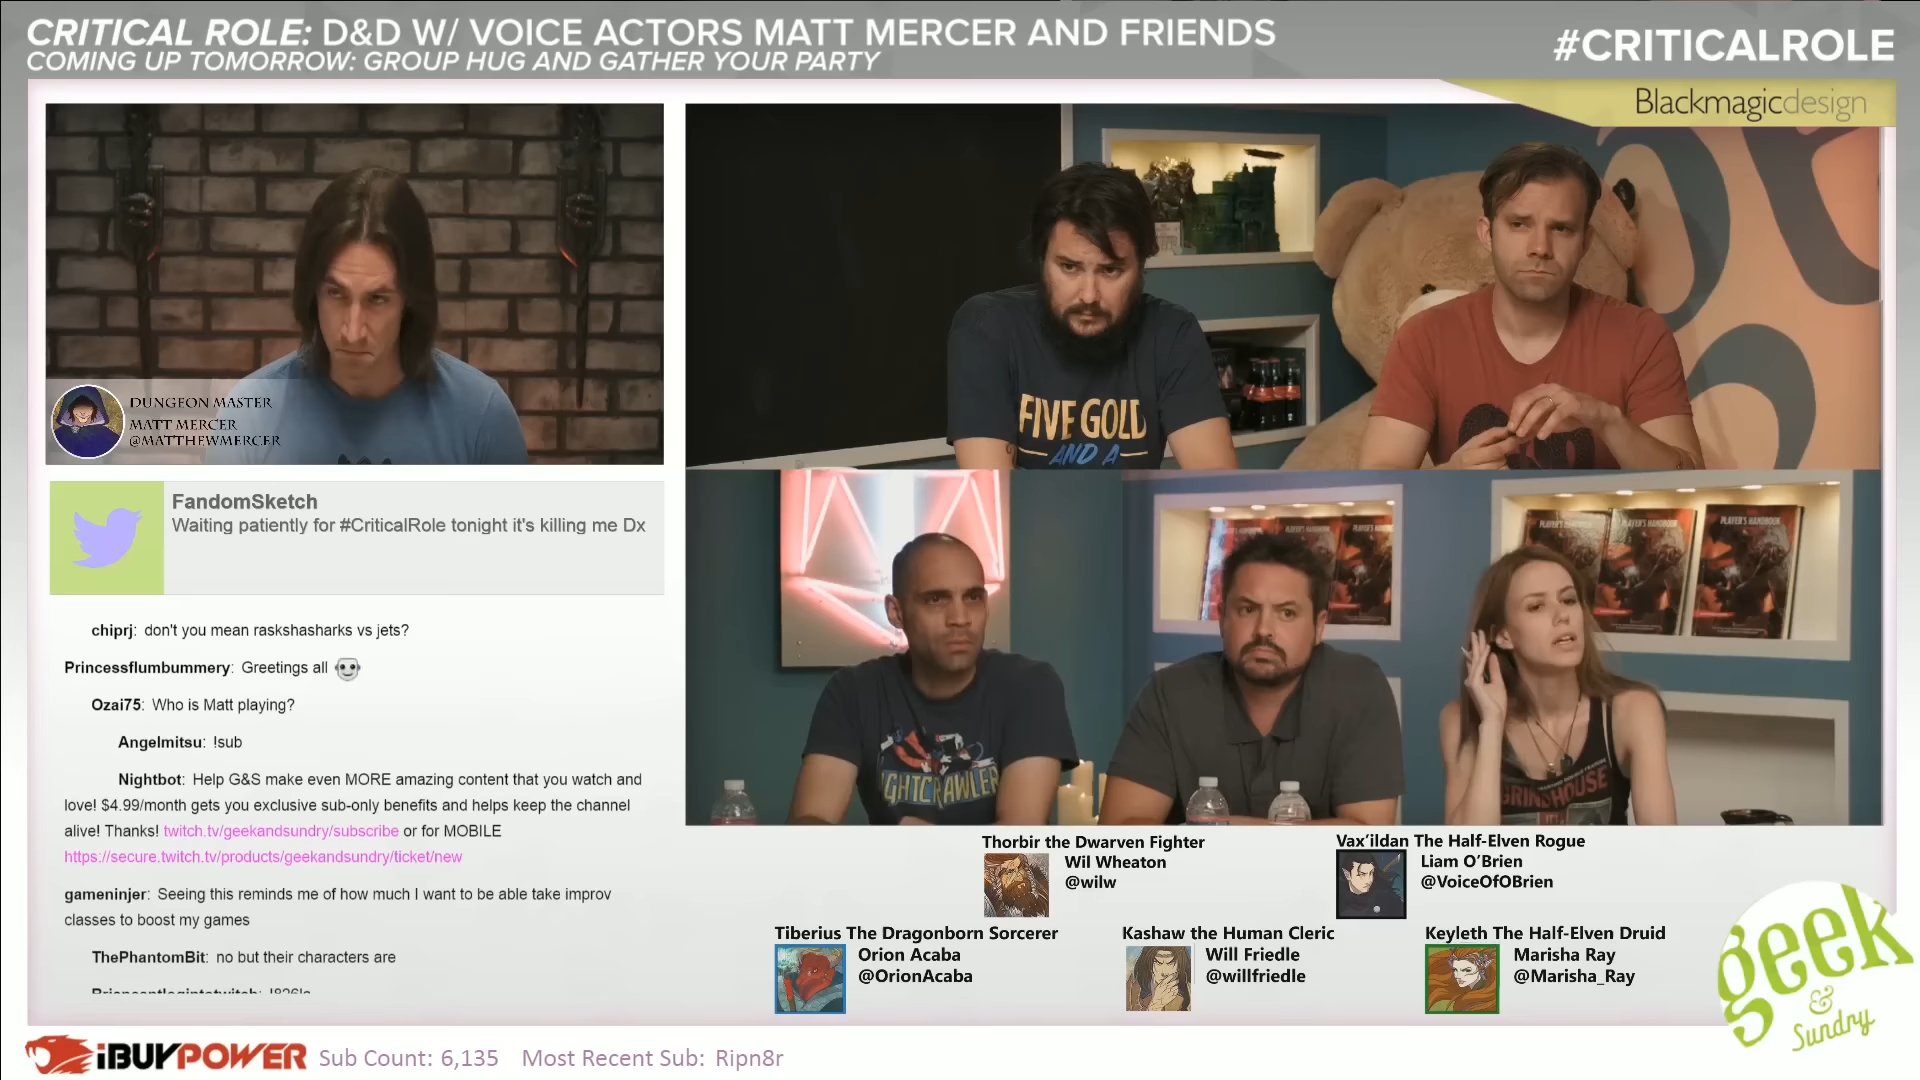 CRITICAL ROLE: D&D W/ VOICE ACTORS MATT MERCER AND FRIENDS
COMING UP TOMORROW: GROUP HUG AND GATHER YOUR PARTY
#CRITICALROLE
Blackmagicdesign
DUNGEON MASTER
MATT MERCER
@MATTHEWMERCER
FIVE GOLD
AND A
FandomSketch
Waiting patiently for #CriticalRole tonight it's killing me Dx
PLAYER'S HANDBOOK
PLAYER'S HANDBOOK
PLAYER'S HANDBOOK
GHTCRAWLER
GRINDHOUSE
chiprj: don't you mean raskshasharks vs jets?
Princessflumbummery: Greetings all
Ozai75: Who is Matt playing?
Angelmitsu: !sub
Nightbot: Help G&S make even MORE amazing content that you watch and
love! $4.99/month gets you exclusive sub-only benefits and helps keep the channel
alive! Thanks! twitch.tv/geekandsundry/subscribe or for MOBILE
https://secure.twitch.tv/products/geekandsundry/ticket/new
gameninjer: Seeing this reminds me of how much I want to be able take improv
classes to boost my games
ThePhantomBit: no but their characters are
Thorbir the Dwarven Fighter
Wil Wheaton
@wilw
Vax'ildan The Half-Elven Rogue
Liam O'Brien
@VoiceOfOBrien
Tiberius The Dragonborn Sorcerer
Orion Acaba
@OrionAcaba
Kashaw the Human Cleric
Will Friedle
@willfriedle
Keyleth The Half-Elven Druid
Marisha Ray
@Marisha_Ray
geek
&
Sundry
iBUYPOWER
Sub Count: 6,135 Most Recent Sub: Ripn8r